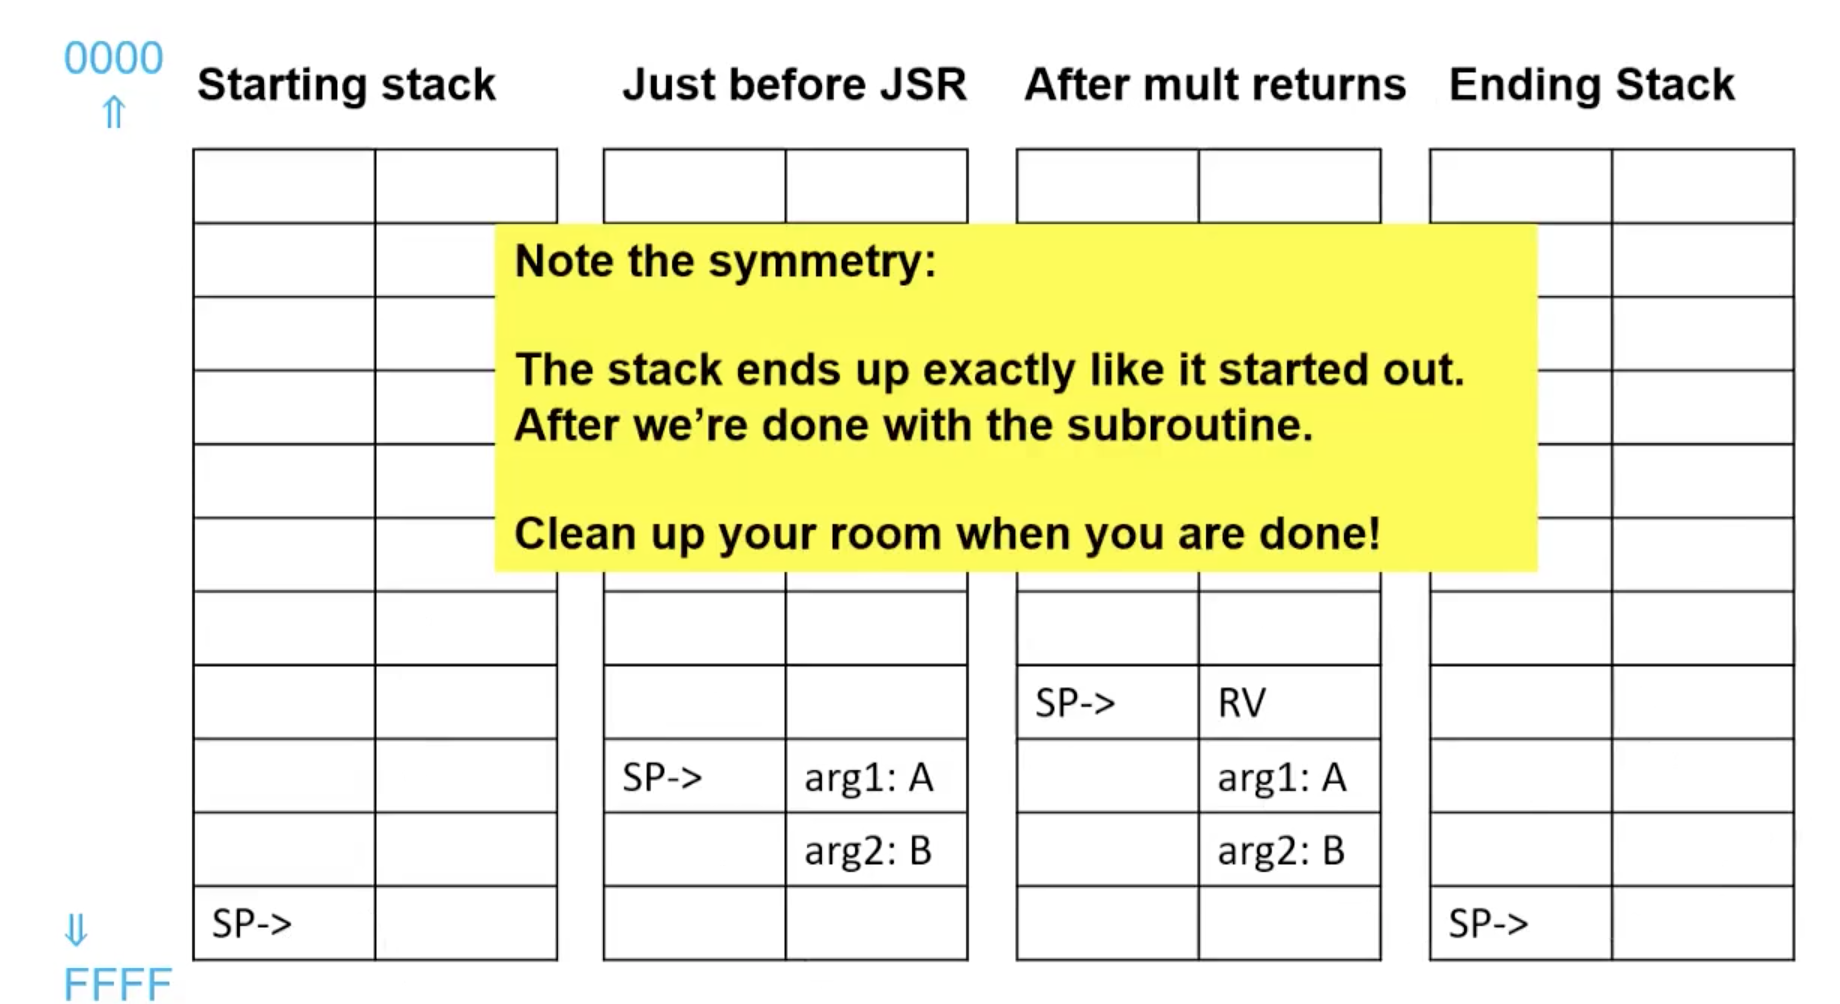 0000
⇑
Starting stack
Just before JSR
After mult returns
Ending Stack
Note the symmetry:
The stack ends up exactly like it started out.
After we’re done with the subroutine.
Clean up your room when you are done!
SP-> RV
SP-> arg1: A
arg1: A
arg2: B
arg2: B
SP->
SP->
⇓
FFFF